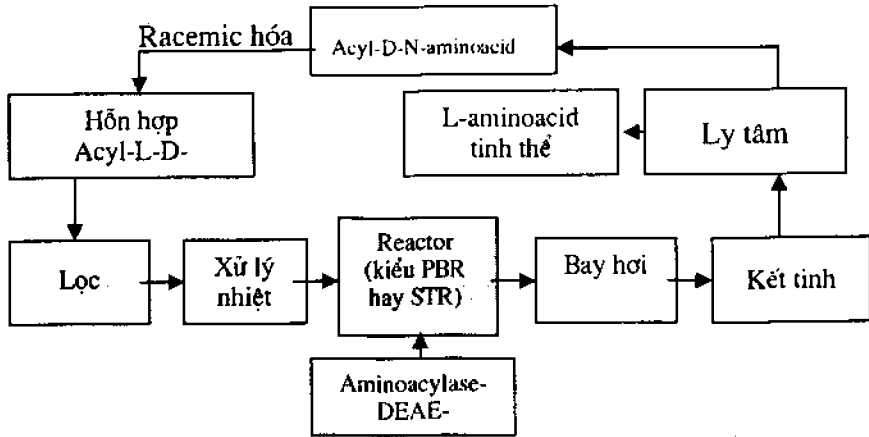 Racemic hóa
Acyl-D-N-aminoacid
Hỗn hợp
Acyl-L-D-
L-aminoacid
tinh thể
Ly tâm
Lọc
Xử lý
nhiệt
Reactor
(kiểu PBR
hay STR)
Bay hơi
Kết tinh
Aminoacylase-
DEAE-